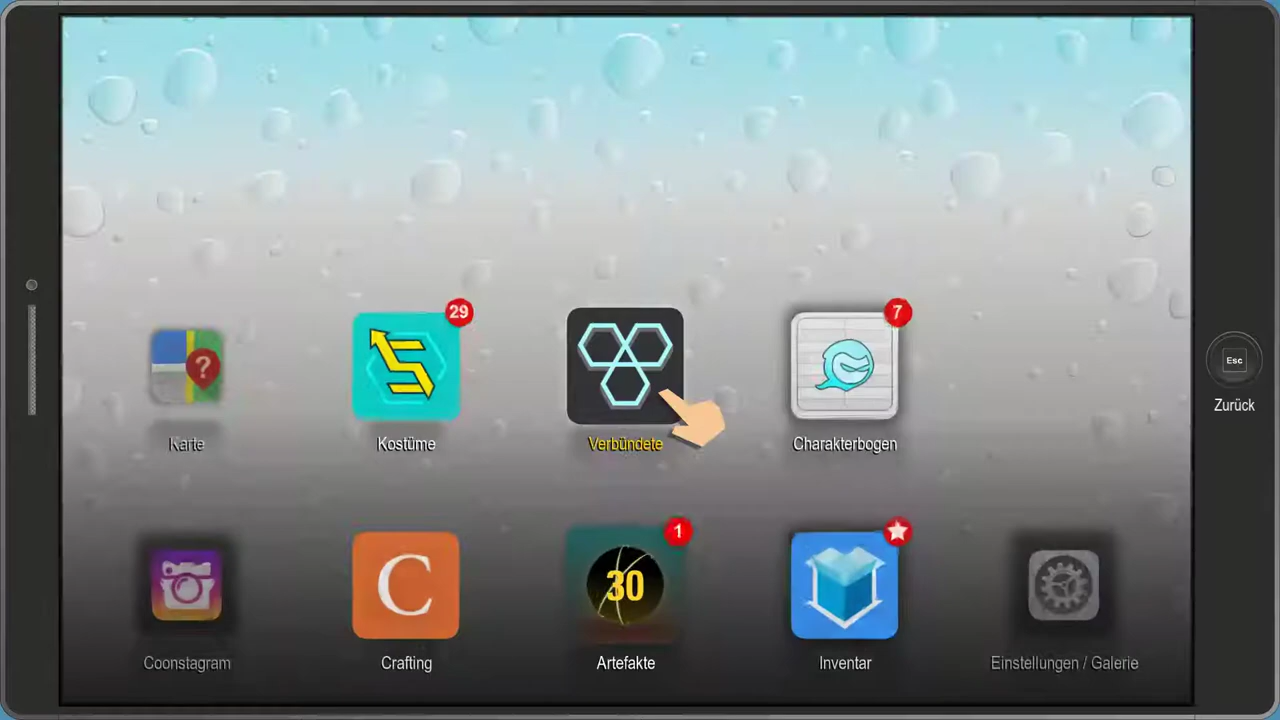 29
7
Esc
Zurück
Karte
Kostüme
Verbündete
Charakterbogen
1
30
C
Coonstagram
Crafting
Artefakte
Inventar
Einstellungen / Galerie
?